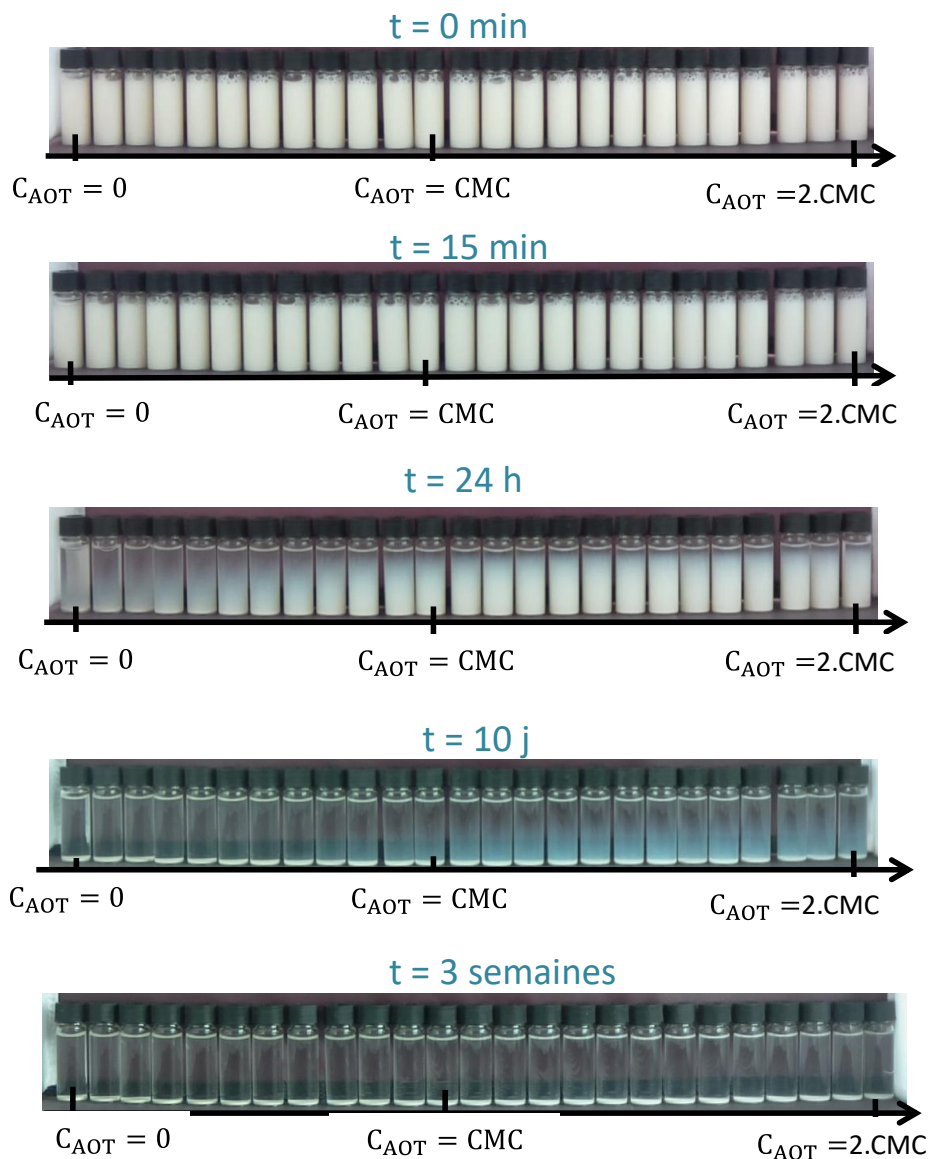 t = 0 min
C_AOT = 0 C_AOT = CMC C_AOT =2.CMC
t = 15 min
C_AOT = 0 C_AOT = CMC C_AOT =2.CMC
t = 24 h
C_AOT = 0 C_AOT = CMC C_AOT =2.CMC
t = 10 j
C_AOT = 0 C_AOT = CMC C_AOT =2.CMC
t = 3 semaines
C_AOT = 0 C_AOT = CMC C_AOT =2.CMC